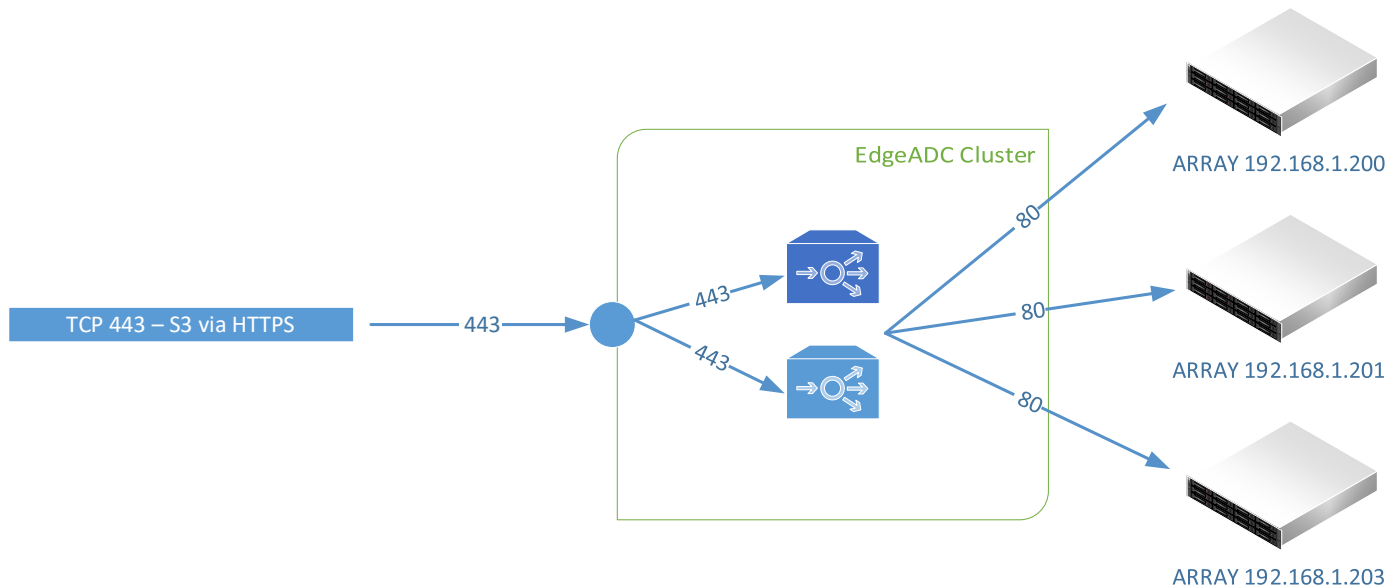 EdgeADC Cluster
TCP 443 – S3 via HTTPS
443
443
443
80
80
80
ARRAY 192.168.1.200
ARRAY 192.168.1.201
ARRAY 192.168.1.203